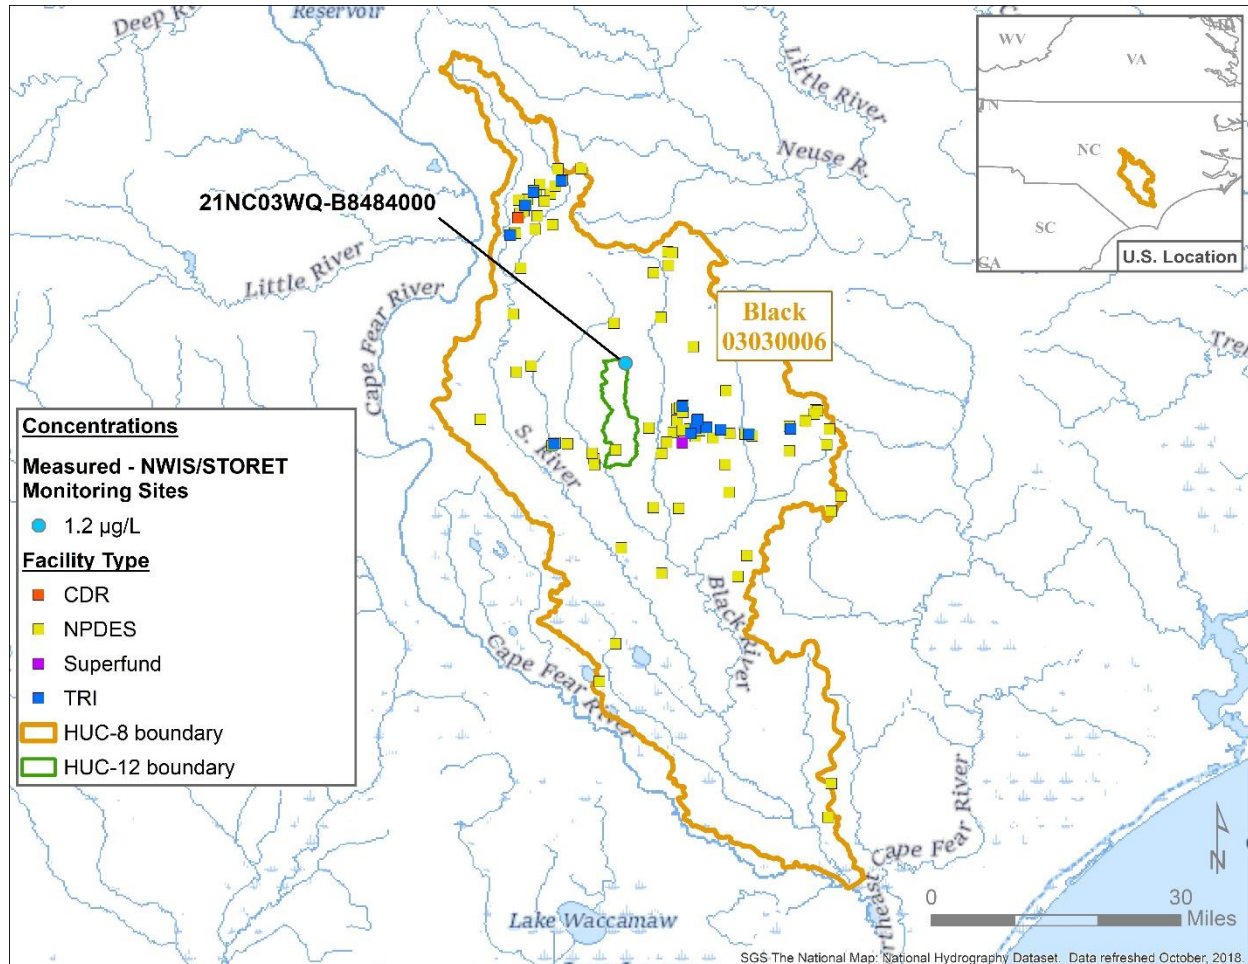 Reservoir
Deep R
Little River
Neuse R.
WV
VA
TN
NC
SC
GA
U.S. Location
21NC03WQ-B8484000
Little River
Cape Fear River
Black
03030006
Concentrations
Measured - NWIS/STORET
Monitoring Sites
1.2 µg/L
Facility Type
CDR
NPDES
Superfund
TRI
HUC-8 boundary
HUC-12 boundary
S. River
Black River
Cape Fear River
Cape Fear River
Lake Waccamaw
N
0 30
Miles
SGS The National Map: National Hydrography Dataset. Data refreshed October, 2018.